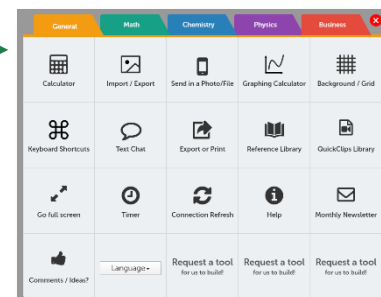 General Math Chemistry Physics Business
Calculator Import / Export Send in a Photo/File Graphing Calculator Background / Grid
Keyboard Shortcuts Text Chat Export or Print Reference Library QuickClips Library
Go full screen Timer Connection Refresh Help Monthly Newsletter
Comments / Ideas? Language Request a tool Request a tool Request a tool
for us to build! for us to build! for us to build!